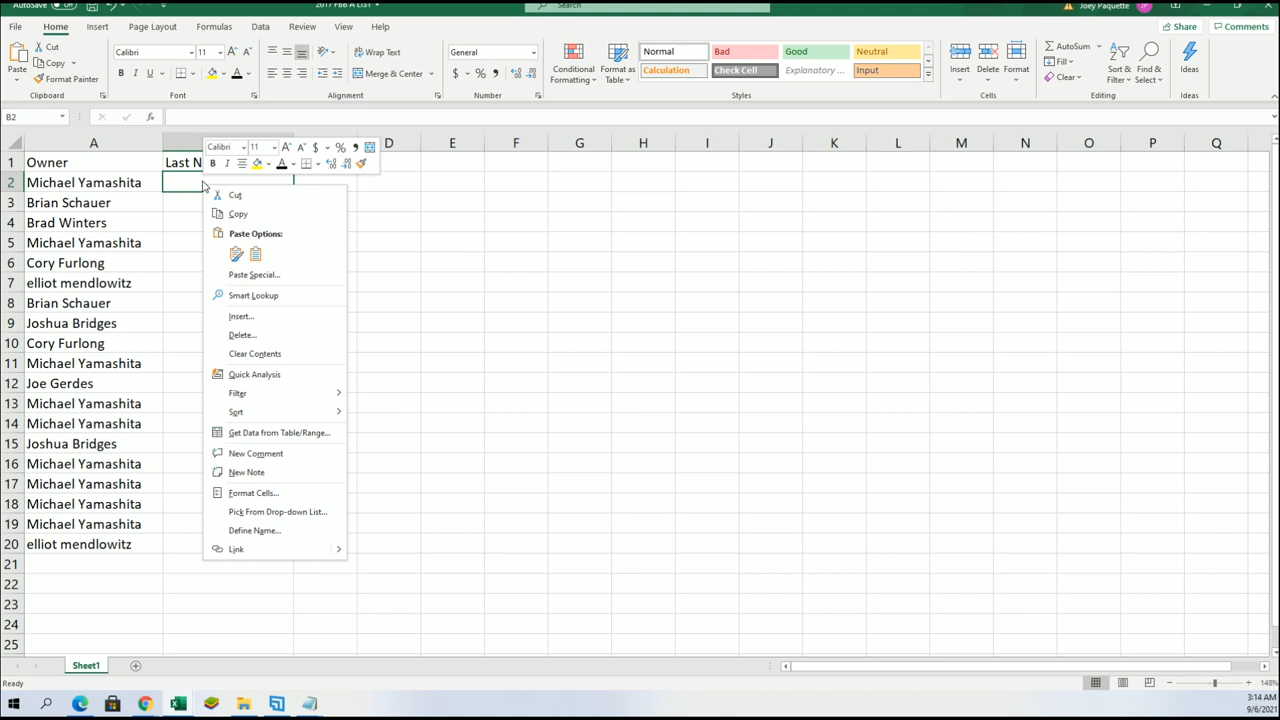 AutoSave Off 2017 PBB A LIST Search Joey Paquette JP
File Home Insert Page Layout Formulas Data Review View Help Share Comments
Paste Cut Copy Format Painter Clipboard
Calibri 11 B I U Font
Wrap Text Merge & Center Alignment
General $ % Number
Conditional Formatting Format as Table
Normal Bad Good Neutral
Calculation Check Cell Explanatory ... Input
Styles
Insert Delete Format Cells
AutoSum Fill Clear Sort & Filter Find & Select Editing
Ideas Ideas
B2 fx
A D E F G H I J K L M N O P Q
Calibri 11 $ %
B I A
1 Owner Last N
2 Michael Yamashita
3 Brian Schauer
4 Brad Winters
5 Michael Yamashita
6 Cory Furlong
7 elliot mendlowitz
8 Brian Schauer
9 Joshua Bridges
10 Cory Furlong
11 Michael Yamashita
12 Joe Gerdes
13 Michael Yamashita
14 Michael Yamashita
15 Joshua Bridges
16 Michael Yamashita
17 Michael Yamashita
18 Michael Yamashita
19 Michael Yamashita
20 elliot mendlowitz
21
22
23
24
25
Cut
Copy
Paste Options:
Paste Special...
Smart Lookup
Insert...
Delete...
Clear Contents
Quick Analysis
Filter
Sort
Get Data from Table/Range...
New Comment
New Note
Format Cells...
Pick From Drop-down List...
Define Name...
Link
Sheet1
Ready 148%
3:14 AM
9/6/2021